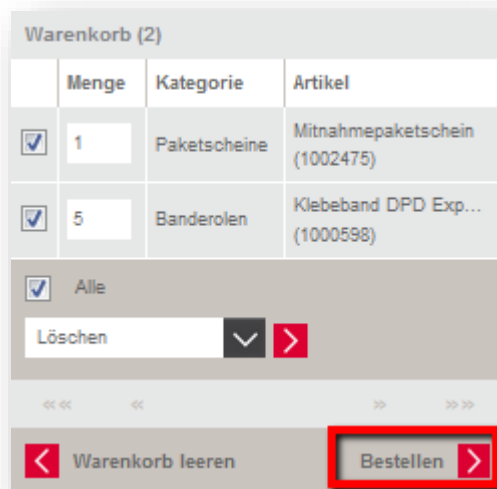 Warenkorb (2)
Menge Kategorie Artikel
1 Paketscheine Mitnahmepaketschein
(1002475)
5 Banderolen Klebeband DPD Exp...
(1000598)
Alle
Löschen
«« « » »»
Warenkorb leeren Bestellen